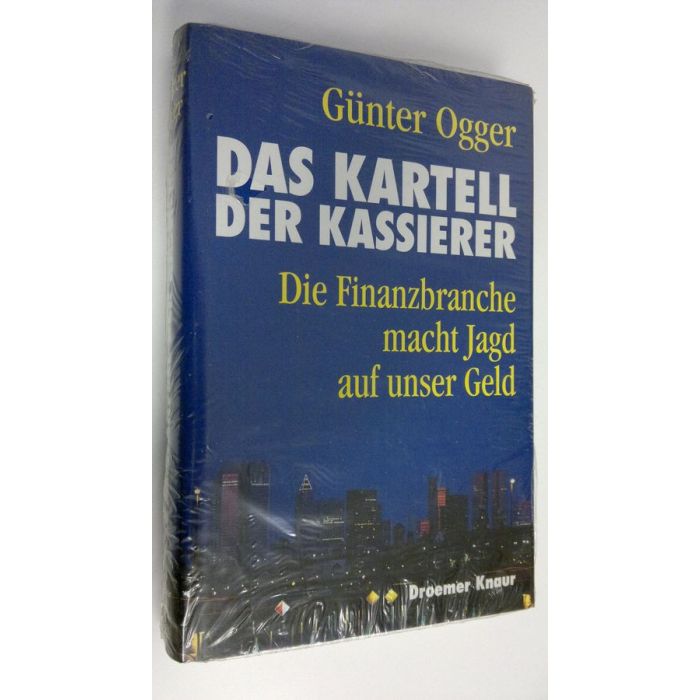 Günter Ogger
DAS KARTELL
DER KASSIERER
Die Finanzbranche
macht Jagd
auf unser Geld
Droemer Knaur